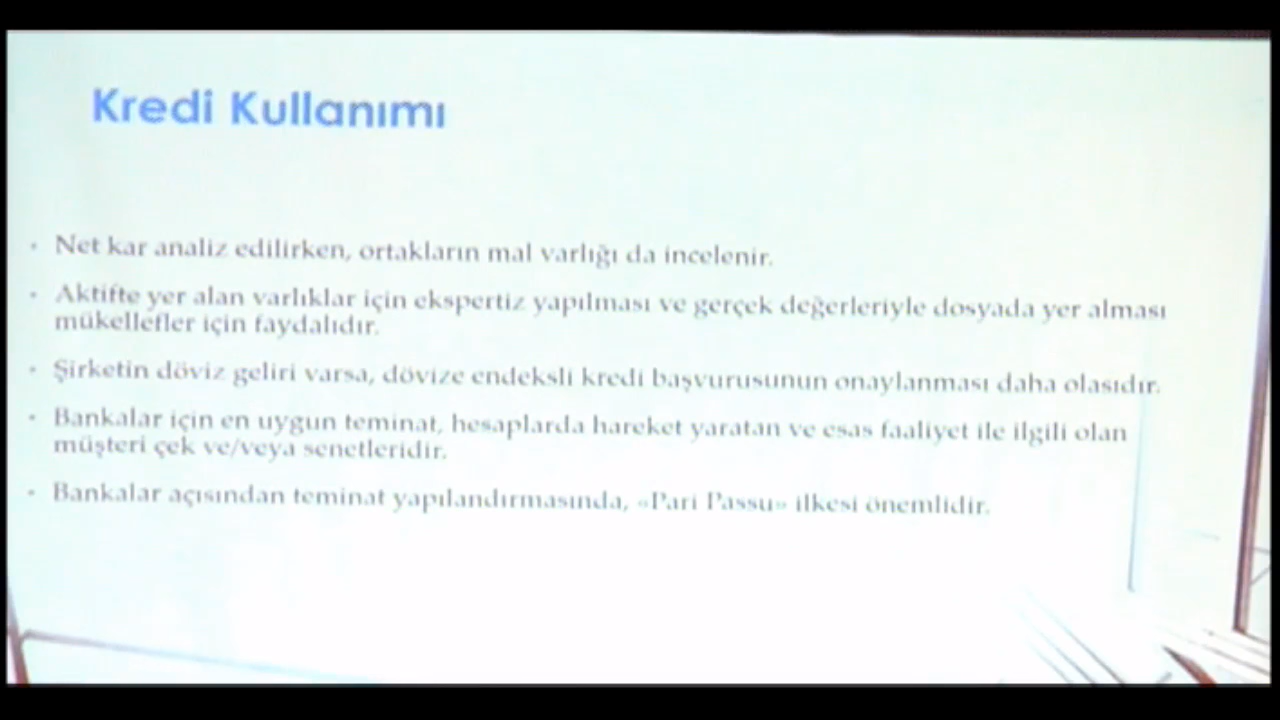 Kredi Kullanımı
• Net kar analiz edilirken, ortakların mal varlığı da incelenir.
• Aktifte yer alan varlıklar için ekspertiz yapılması ve gerçek değerleriyle dosyada yer alması
mükellefler için faydalıdır.
• Şirketin döviz geliri varsa, dövize endeksli kredi başvurusunun onaylanması daha olasıdır.
• Bankalar için en uygun teminat, hesaplarda hareket yaratan ve esas faaliyet ile ilgili olan
müşteri çek ve/veya senetleridir.
• Bankalar açısından teminat yapılandırmasında, «Pari Passu» ilkesi önemlidir.